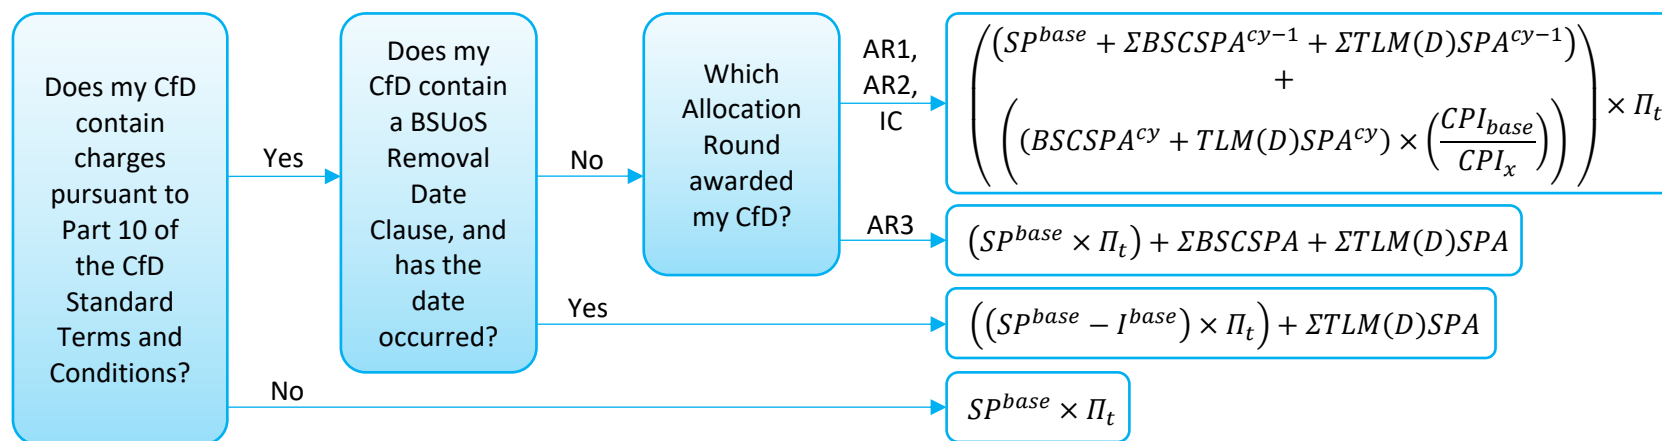 Does my CfD
contain
charges
pursuant to
Part 10 of
the CfD
Standard
Terms and
Conditions?
Yes
No
Does my
CfD contain
a BSUoS
Removal
Date
Clause, and
has the
date
occurred?
No
Yes
Which
Allocation
Round
awarded
my CfD?
AR1,
AR2,
IC
AR3
((SP^{base} + ΣBSCSPA^{cy−1} + ΣTLM(D)SPA^{cy−1})
+
((BSCSPA^{cy} + TLM(D)SPA^{cy}) × (CPI_{base}/CPI_x))) × Π_t
(SP^{base} × Π_t) + ΣBSCSPA + ΣTLM(D)SPA
((SP^{base} − I^{base}) × Π_t) + ΣTLM(D)SPA
SP^{base} × Π_t